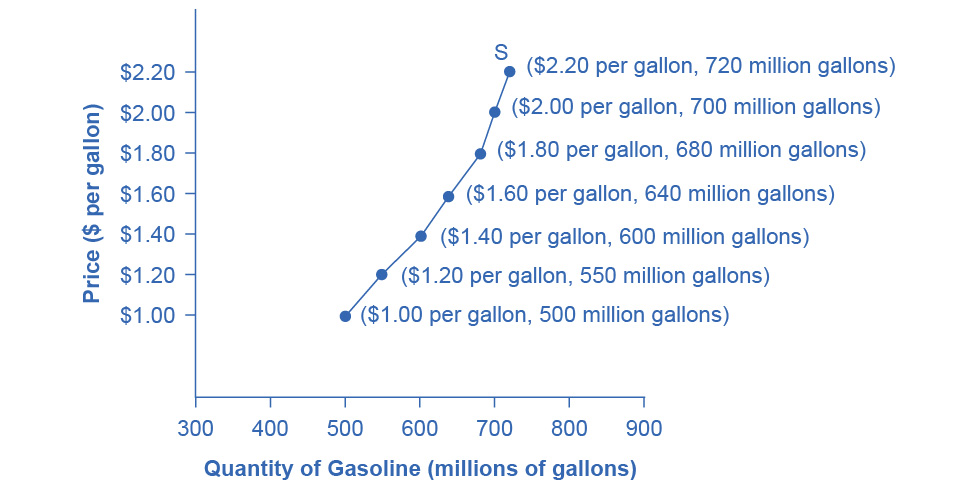 S
$2.20
($2.20 per gallon, 720 million gallons)
$2.00
($2.00 per gallon, 700 million gallons)
$1.80
($1.80 per gallon, 680 million gallons)
$1.60
($1.60 per gallon, 640 million gallons)
$1.40
($1.40 per gallon, 600 million gallons)
$1.20
($1.20 per gallon, 550 million gallons)
$1.00
($1.00 per gallon, 500 million gallons)
Price ($ per gallon)
300 400 500 600 700 800 900
Quantity of Gasoline (millions of gallons)